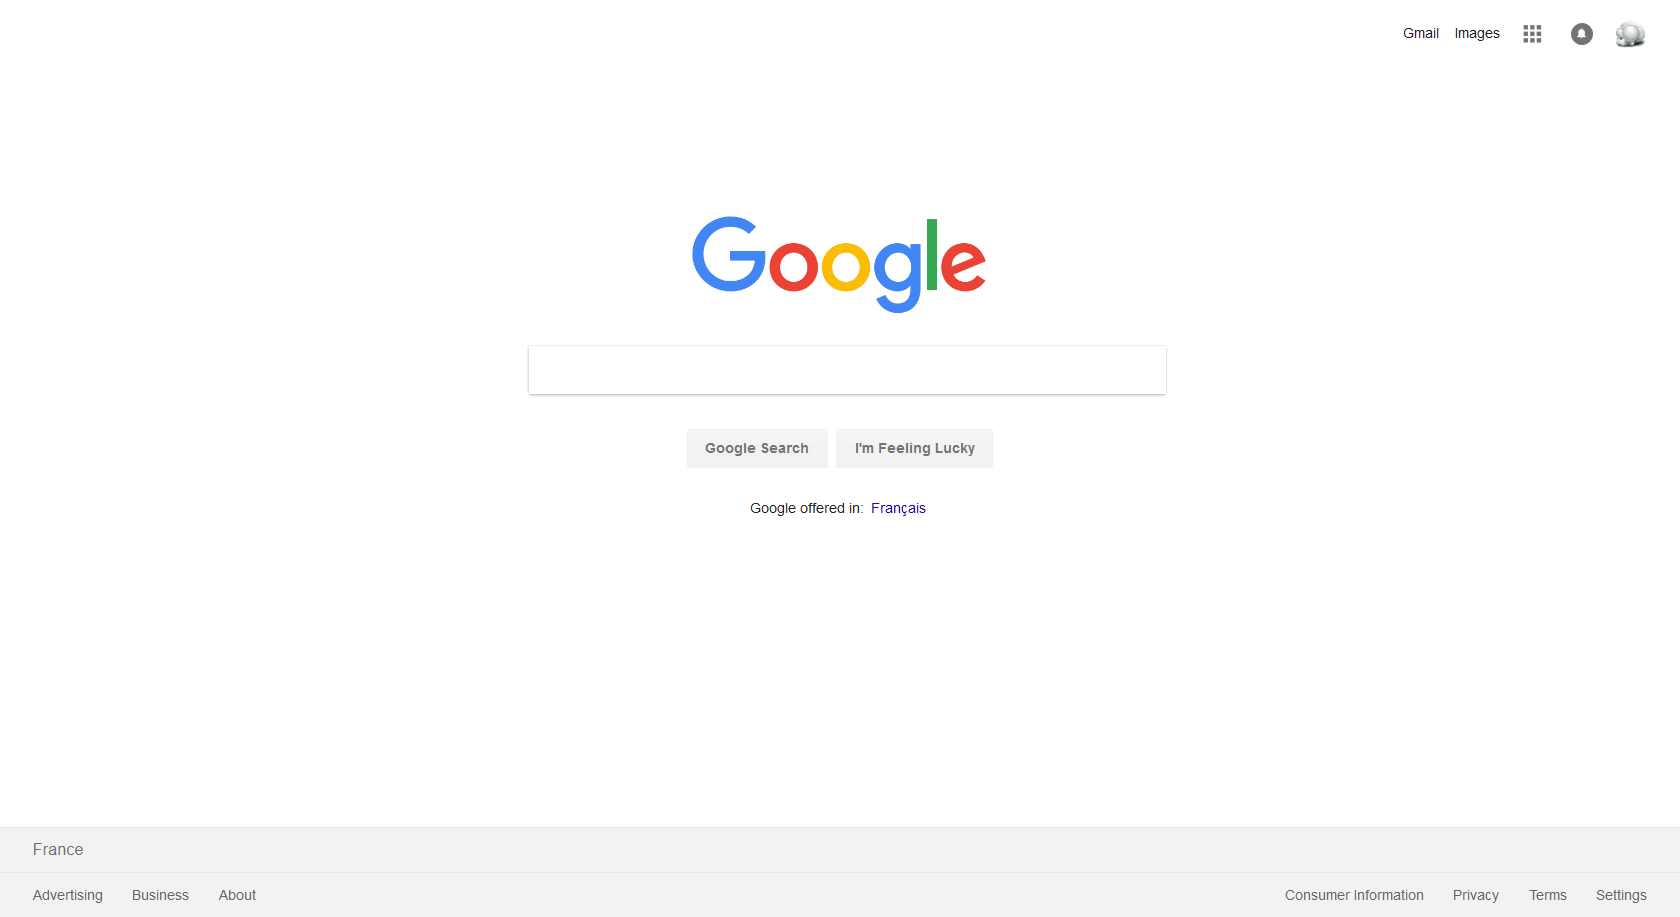 Gmail Images
Google
Google Search I'm Feeling Lucky
Google offered in: Français
France
Advertising Business About Consumer Information Privacy Terms Settings